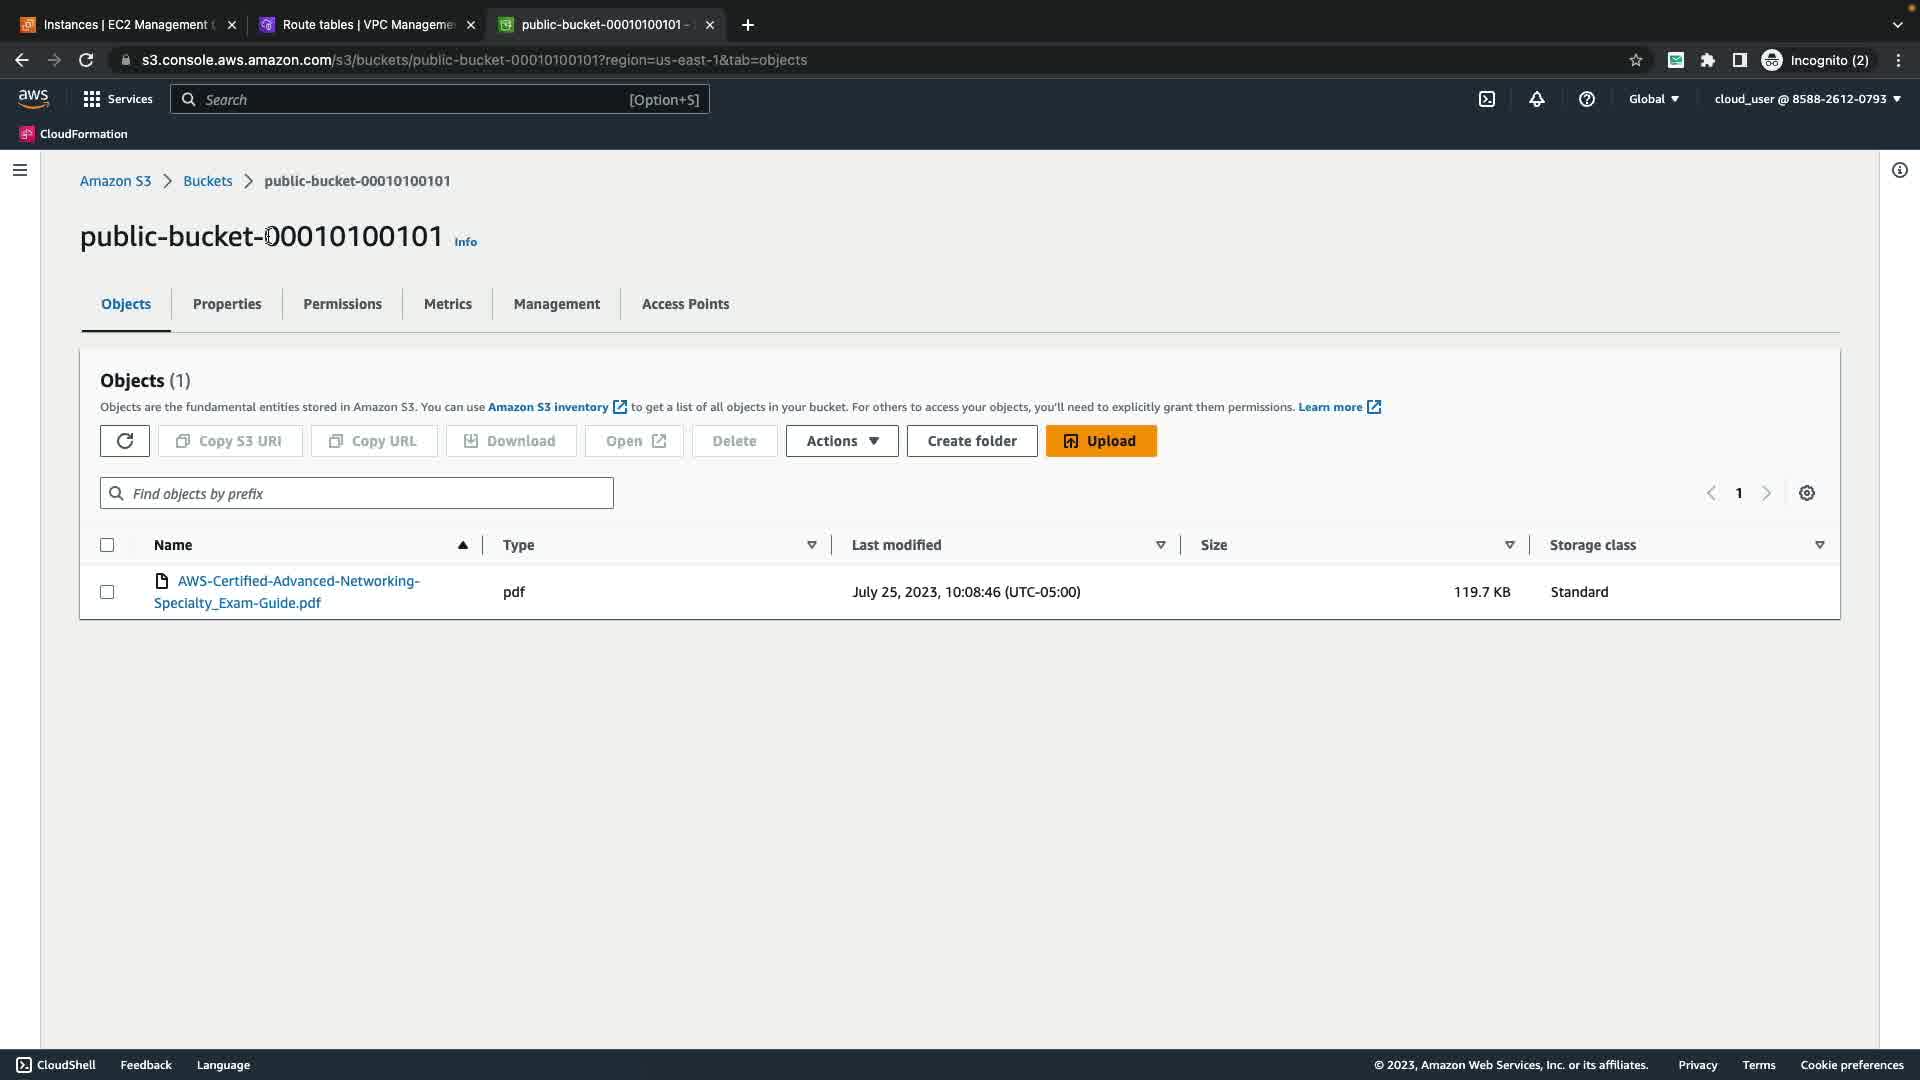 Instances | EC2 Management
Route tables | VPC Manageme
public-bucket-00010100101 -
s3.console.aws.amazon.com/s3/buckets/public-bucket-00010100101?region=us-east-1&tab=objects
Incognito (2)
aws
Services
Search
[Option+S]
Global
cloud_user @ 8588-2612-0793
CloudFormation
Amazon S3
Buckets
public-bucket-00010100101
public-bucket-00010100101
Info
Objects
Properties
Permissions
Metrics
Management
Access Points
Objects (1)
Objects are the fundamental entities stored in Amazon S3. You can use Amazon S3 inventory to get a list of all objects in your bucket. For others to access your objects, you'll need to explicitly grant them permissions. Learn more
Copy S3 URI
Copy URL
Download
Open
Delete
Actions
Create folder
Upload
Find objects by prefix
1
Name
Type
Last modified
Size
Storage class
AWS-Certified-Advanced-Networking-
Specialty_Exam-Guide.pdf
pdf
July 25, 2023, 10:08:46 (UTC-05:00)
119.7 KB
Standard
CloudShell
Feedback
Language
© 2023, Amazon Web Services, Inc. or its affiliates.
Privacy
Terms
Cookie preferences